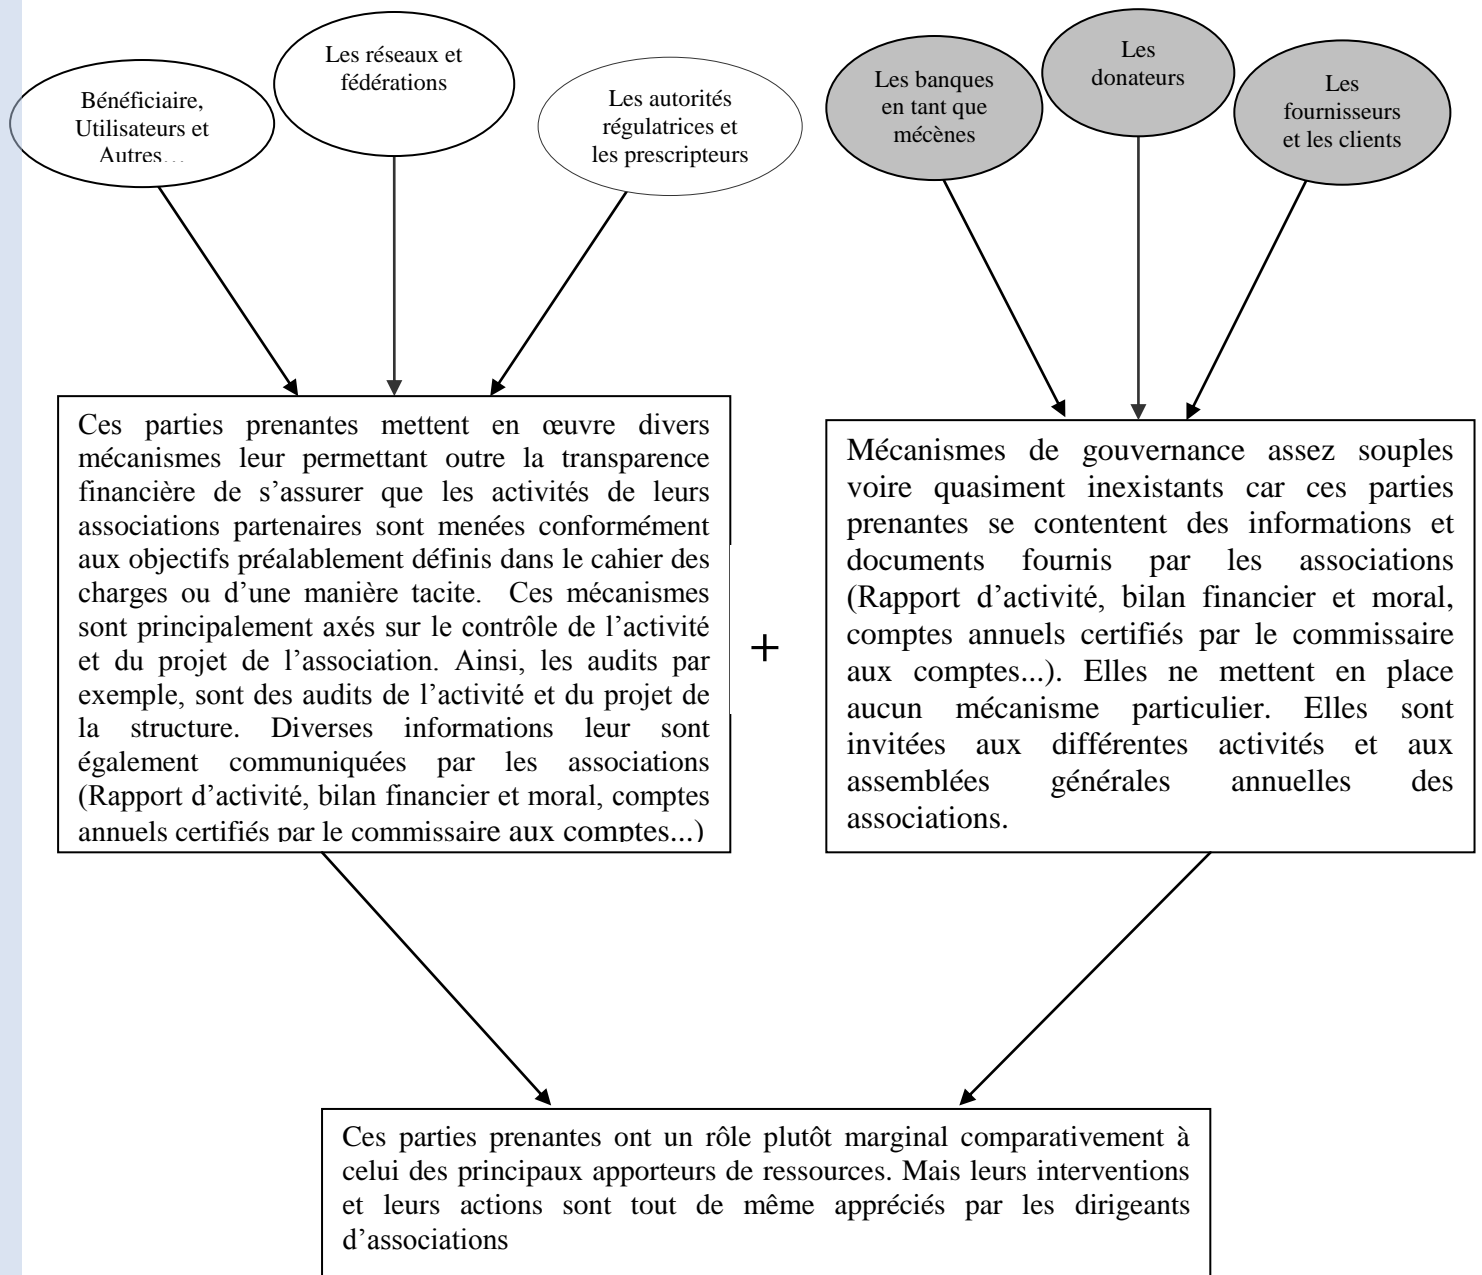 Bénéficiaire,
Utilisateurs et
Autres…
Les réseaux et
fédérations
Les autorités
régulatrices et
les prescripteurs
Les banques
en tant que
mécènes
Les
donateurs
Les
fournisseurs
et les clients
Ces parties prenantes mettent en œuvre divers
mécanismes leur permettant outre la transparence
financière de s’assurer que les activités de leurs
associations partenaires sont menées conformément
aux objectifs préalablement définis dans le cahier des
charges ou d’une manière tacite. Ces mécanismes
sont principalement axés sur le contrôle de l’activité
et du projet de l’association. Ainsi, les audits par
exemple, sont des audits de l’activité et du projet de
la structure. Diverses informations leur sont
également communiquées par les associations
(Rapport d’activité, bilan financier et moral, comptes
annuels certifiés par le commissaire aux comptes...)
+
Mécanismes de gouvernance assez souples
voire quasiment inexistants car ces parties
prenantes se contentent des informations et
documents fournis par les associations
(Rapport d’activité, bilan financier et moral,
comptes annuels certifiés par le commissaire
aux comptes...). Elles ne mettent en place
aucun mécanisme particulier. Elles sont
invitées aux différentes activités et aux
assemblées générales annuelles des
associations.
Ces parties prenantes ont un rôle plutôt marginal comparativement à
celui des principaux apporteurs de ressources. Mais leurs interventions
et leurs actions sont tout de même appréciés par les dirigeants
d’associations